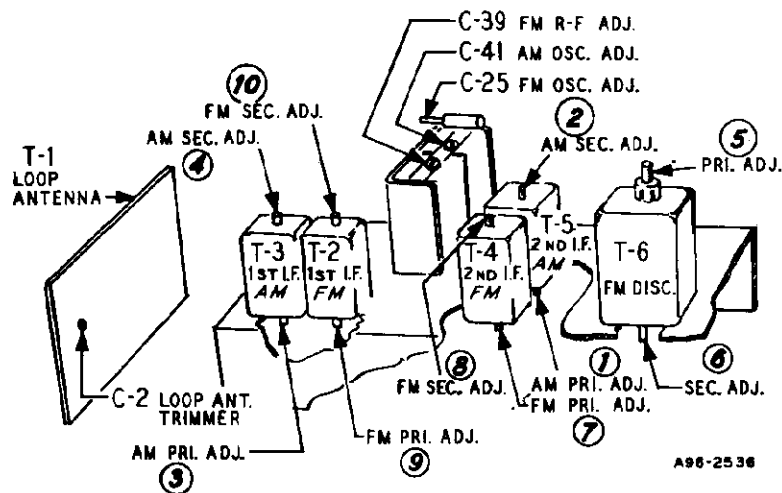 C-39 FM R-F ADJ.
C-41 AM OSC. ADJ.
C-25 FM OSC. ADJ.
10
FM SEC. ADJ.
AM SEC. ADJ.
4
2
AM SEC. ADJ.
5
PRI. ADJ.
T-1
LOOP
ANTENNA
T-3
1ST I.F.
AM
T-2
1ST I.F.
FM
T-4
2ND I.F.
FM
T-5
2ND I.F.
AM
T-6
FM DISC.
C-2 LOOP ANT.
TRIMMER
8
FM SEC. ADJ.
1
AM PRI. ADJ.
FM PRI. ADJ.
7
6
SEC. ADJ.
AM PRI. ADJ.
3
FM PRI. ADJ.
9
A96-2536